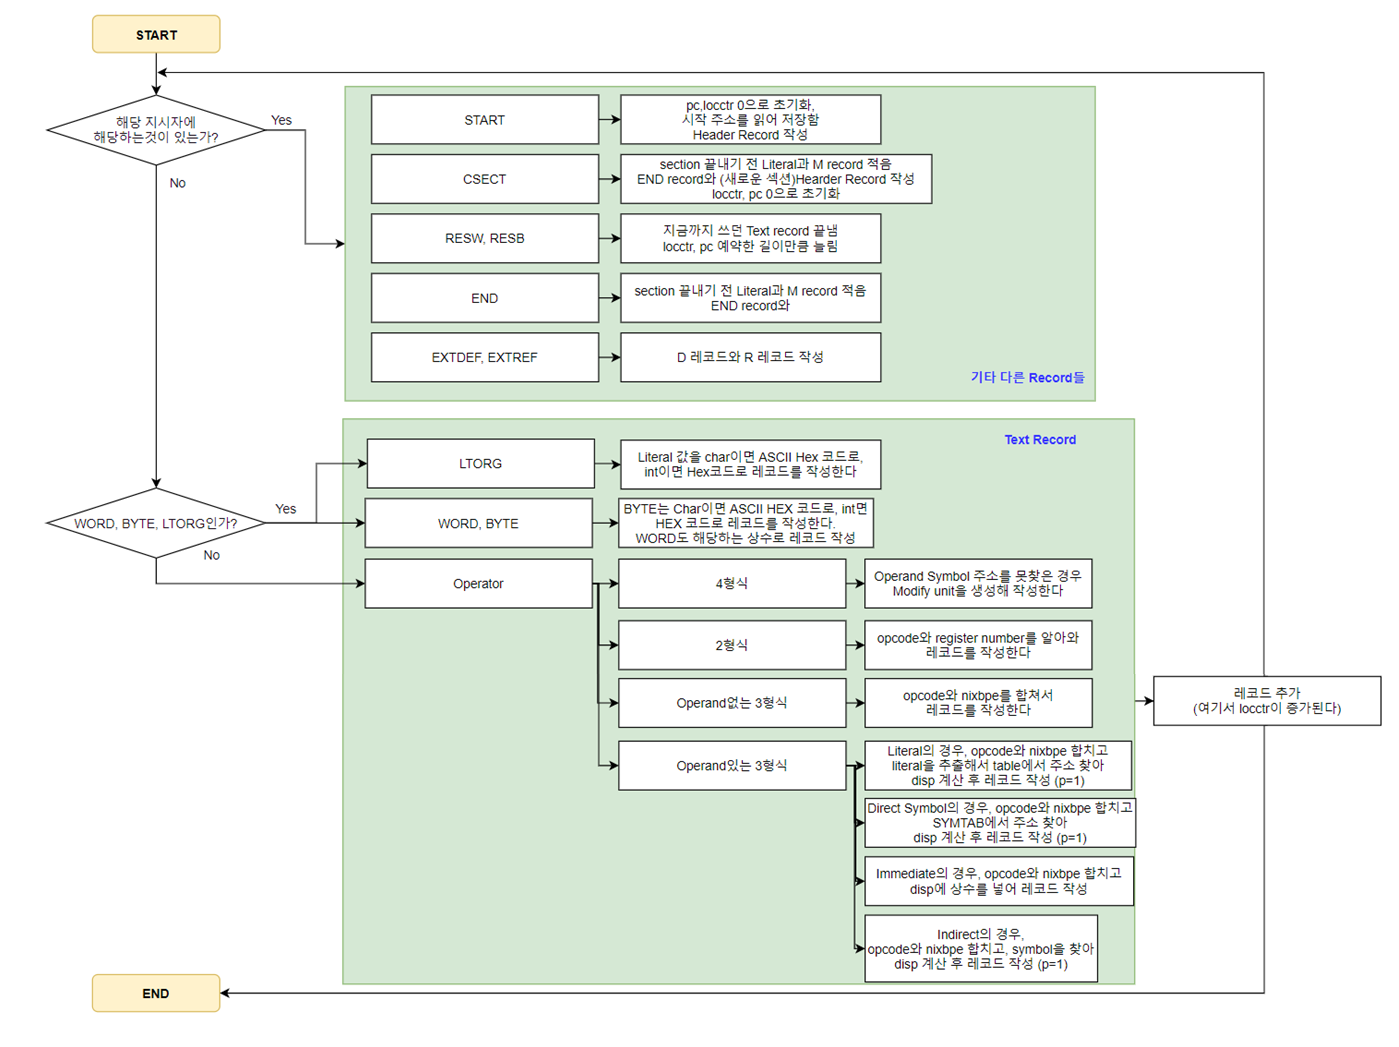 START
해당 지시자에
해당하는것이 있는가?
Yes
No
START
pc,locctr 0으로 초기화,
시작 주소를 읽어 저장함
Header Record 작성
CSECT
section 끝내기 전 Literal과 M record 적음
END record와 (새로운 섹션)Hearder Record 작성
locctr, pc 0으로 초기화
RESW, RESB
지금까지 쓰던 Text record 끝냄
locctr, pc 예약한 길이만큼 늘림
END
section 끝내기 전 Literal과 M record 적음
END record와
EXTDEF, EXTREF
D 레코드와 R 레코드 작성
기타 다른 Record들
Text Record
LTORG
Literal 값을 char이면 ASCII Hex 코드로,
int이면 Hex코드로 레코드를 작성한다
WORD, BYTE, LTORG인가?
Yes
No
WORD, BYTE
BYTE는 Char이면 ASCII HEX 코드로, int면
HEX 코드로 레코드를 작성한다.
WORD도 해당하는 상수로 레코드 작성
Operator
4형식
Operand Symbol 주소를 못찾은 경우
Modify unit을 생성해 작성한다
2형식
opcode와 register number를 알아와
레코드를 작성한다
Operand없는 3형식
opcode와 nixbpe를 합쳐서
레코드를 작성한다
레코드 추가
(여기서 locctr이 증가된다)
Operand있는 3형식
Literal의 경우, opcode와 nixbpe 합치고
literal을 추출해서 table에서 주소 찾아
disp 계산 후 레코드 작성 (p=1)
Direct Symbol의 경우, opcode와 nixbpe 합치고
SYMTAB에서 주소 찾아
disp 계산 후 레코드 작성 (p=1)
Immediate의 경우, opcode와 nixbpe 합치고
disp에 상수를 넣어 레코드 작성
Indirect의 경우,
opcode와 nixbpe 합치고, symbol을 찾아
disp 계산 후 레코드 작성 (p=1)
END